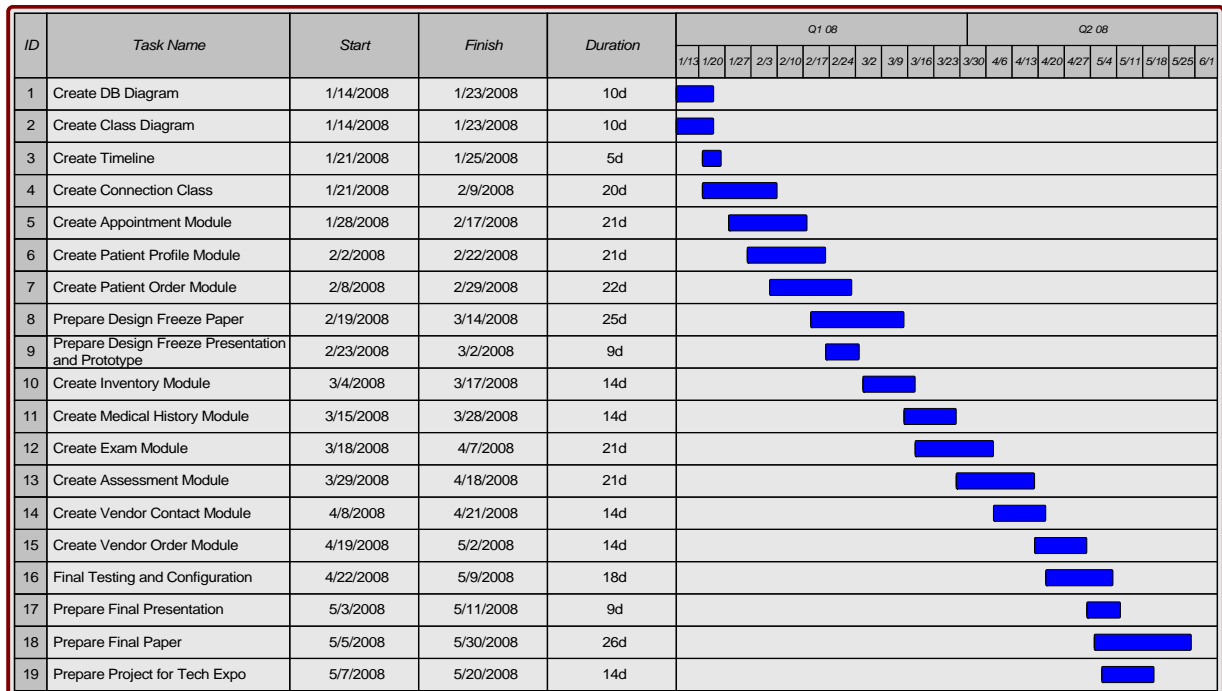 ID Task Name Start Finish Duration Q1 08 Q2 08
1/13 1/20 1/27 2/3 2/10 2/17 2/24 3/2 3/9 3/16 3/23 3/30 4/6 4/13 4/20 4/27 5/4 5/11 5/18 5/25 6/1
1 Create DB Diagram 1/14/2008 1/23/2008 10d
2 Create Class Diagram 1/14/2008 1/23/2008 10d
3 Create Timeline 1/21/2008 1/25/2008 5d
4 Create Connection Class 1/21/2008 2/9/2008 20d
5 Create Appointment Module 1/28/2008 2/17/2008 21d
6 Create Patient Profile Module 2/2/2008 2/22/2008 21d
7 Create Patient Order Module 2/8/2008 2/29/2008 22d
8 Prepare Design Freeze Paper 2/19/2008 3/14/2008 25d
9 Prepare Design Freeze Presentation
and Prototype 2/23/2008 3/2/2008 9d
10 Create Inventory Module 3/4/2008 3/17/2008 14d
11 Create Medical History Module 3/15/2008 3/28/2008 14d
12 Create Exam Module 3/18/2008 4/7/2008 21d
13 Create Assessment Module 3/29/2008 4/18/2008 21d
14 Create Vendor Contact Module 4/8/2008 4/21/2008 14d
15 Create Vendor Order Module 4/19/2008 5/2/2008 14d
16 Final Testing and Configuration 4/22/2008 5/9/2008 18d
17 Prepare Final Presentation 5/3/2008 5/11/2008 9d
18 Prepare Final Paper 5/5/2008 5/30/2008 26d
19 Prepare Project for Tech Expo 5/7/2008 5/20/2008 14d